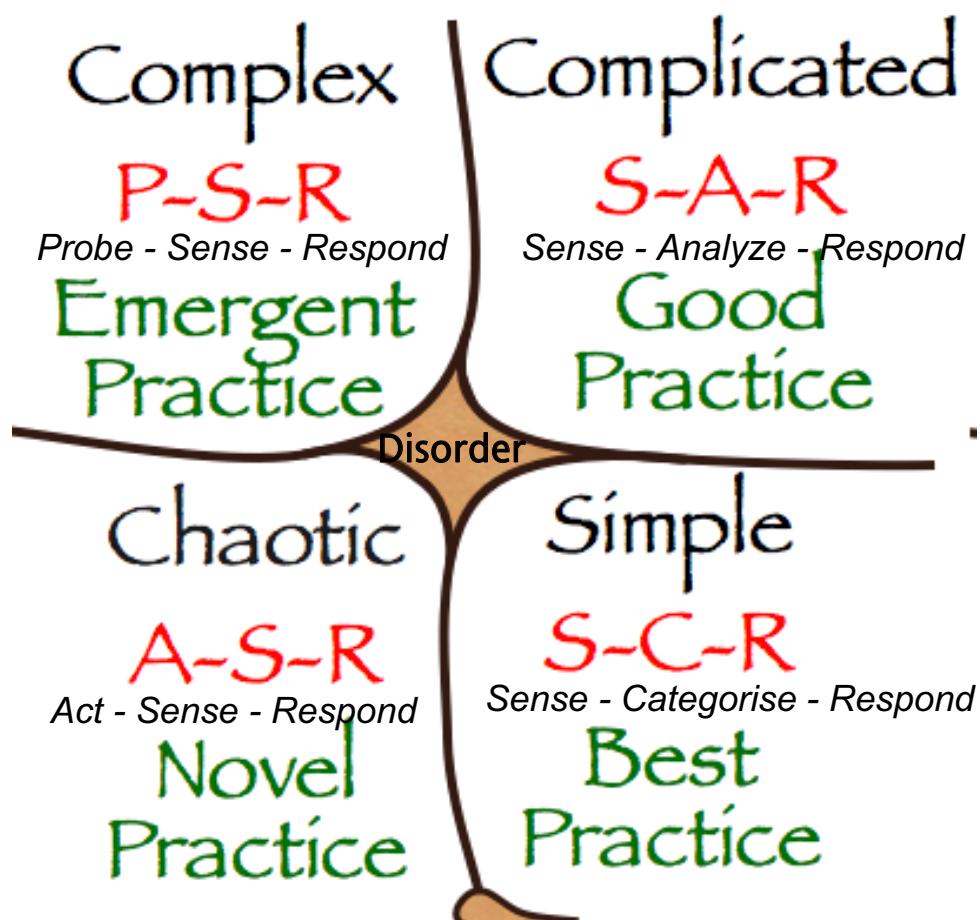 Complex
P-S-R
Probe - Sense - Respond
Emergent
Practice
Complicated
S-A-R
Sense - Analyze - Respond
Good
Practice
Disorder
Chaotic
A-S-R
Act - Sense - Respond
Novel
Practice
Simple
S-C-R
Sense - Categorise - Respond
Best
Practice